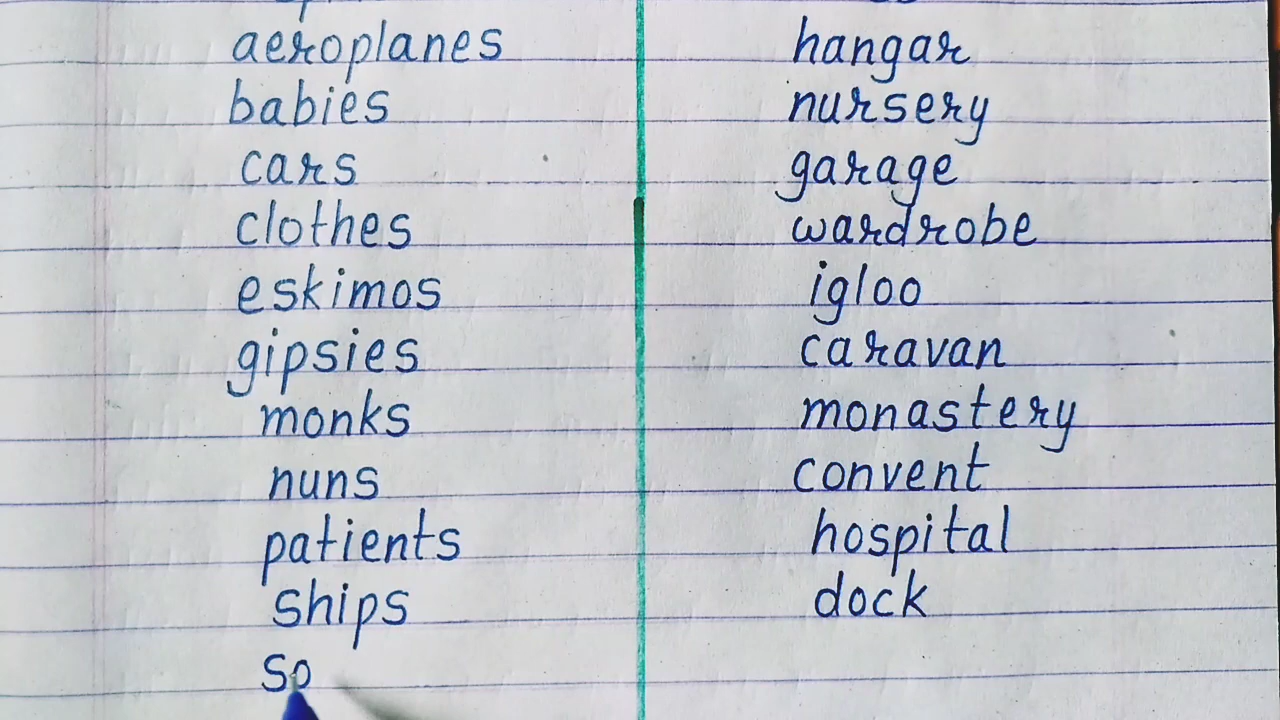 aeroplanes hangar
babies nursery
cars garage
clothes wardrobe
eskimos igloo
gipsies caravan
monks monastery
nuns convent
patients hospital
ships dock
so